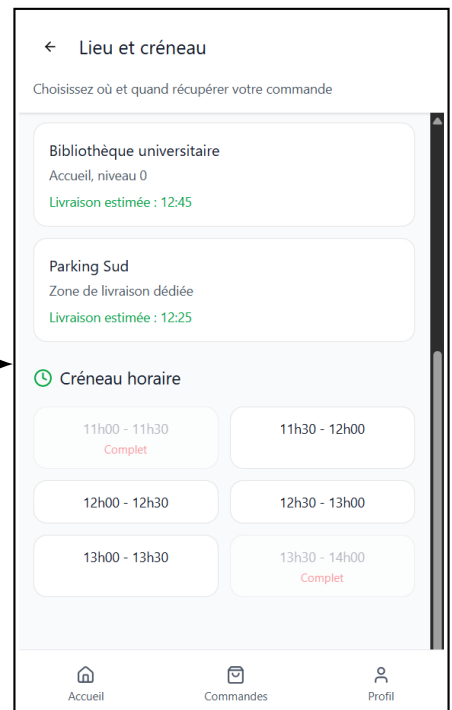 Lieu et créneau
Choisissez où et quand récupérer votre commande
Bibliothèque universitaire
Accueil, niveau 0
Livraison estimée : 12:45
Parking Sud
Zone de livraison dédiée
Livraison estimée : 12:25
Créneau horaire
11h00 - 11h30
Complet
11h30 - 12h00
12h00 - 12h30
12h30 - 13h00
13h00 - 13h30
13h30 - 14h00
Complet
Accueil
Commandes
Profil